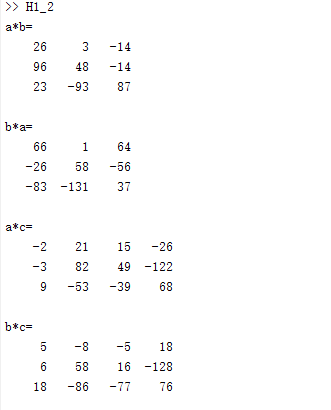 >> H1_2
a*b=
26 3 -14
96 48 -14
23 -93 87
b*a=
66 1 64
-26 58 -56
-83 -131 37
a*c=
-2 21 15 -26
-3 82 49 -122
9 -53 -39 68
b*c=
5 -8 -5 18
6 58 16 -128
18 -86 -77 76